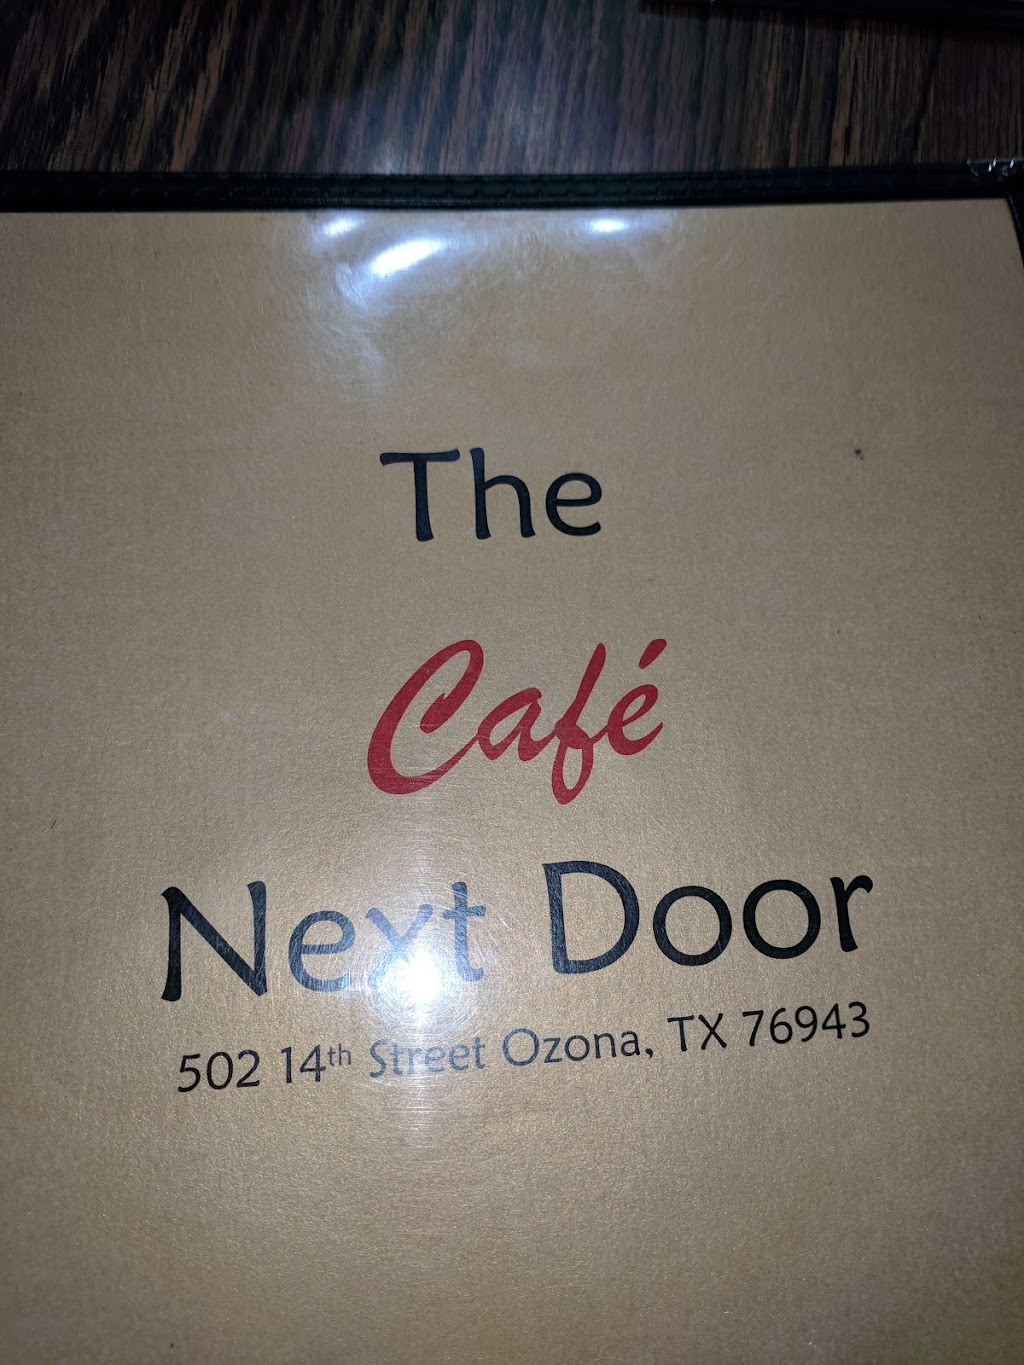 The
Café
Next Door
502 14th Street Ozona, TX 76943